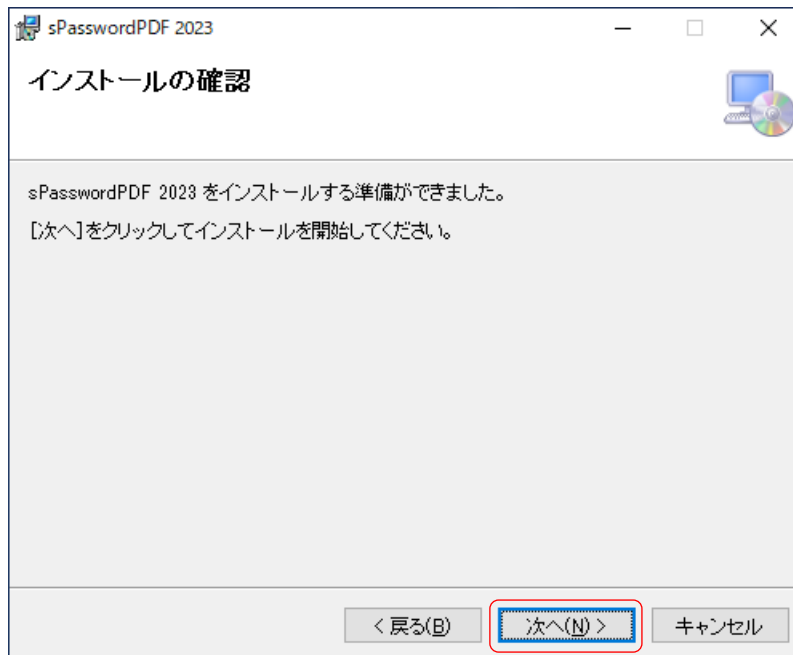 sPasswordPDF 2023
インストールの確認
sPasswordPDF 2023 をインストールする準備ができました。
[次へ]をクリックしてインストールを開始してください。
< 戻る(B)
次へ(N) >
キャンセル